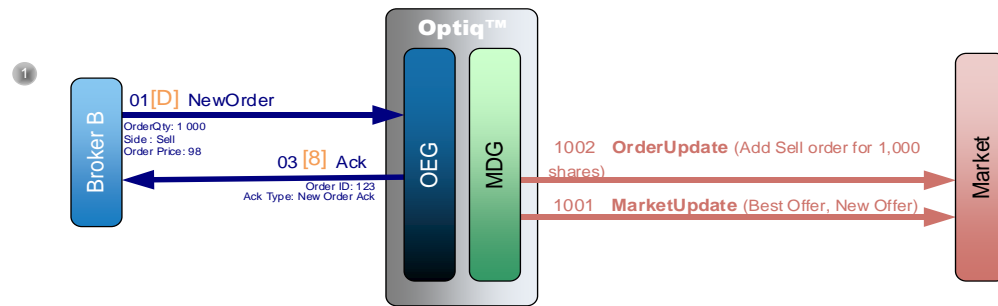 Optiq™
1
Broker B
01 [D] NewOrder
OrderQty: 1 000
Side : Sell
Order Price: 98
03 [8] Ack
Order ID: 123
Ack Type: New Order Ack
OEG
MDG
1002 OrderUpdate (Add Sell order for 1,000
shares)
1001 MarketUpdate (Best Offer, New Offer)
Market